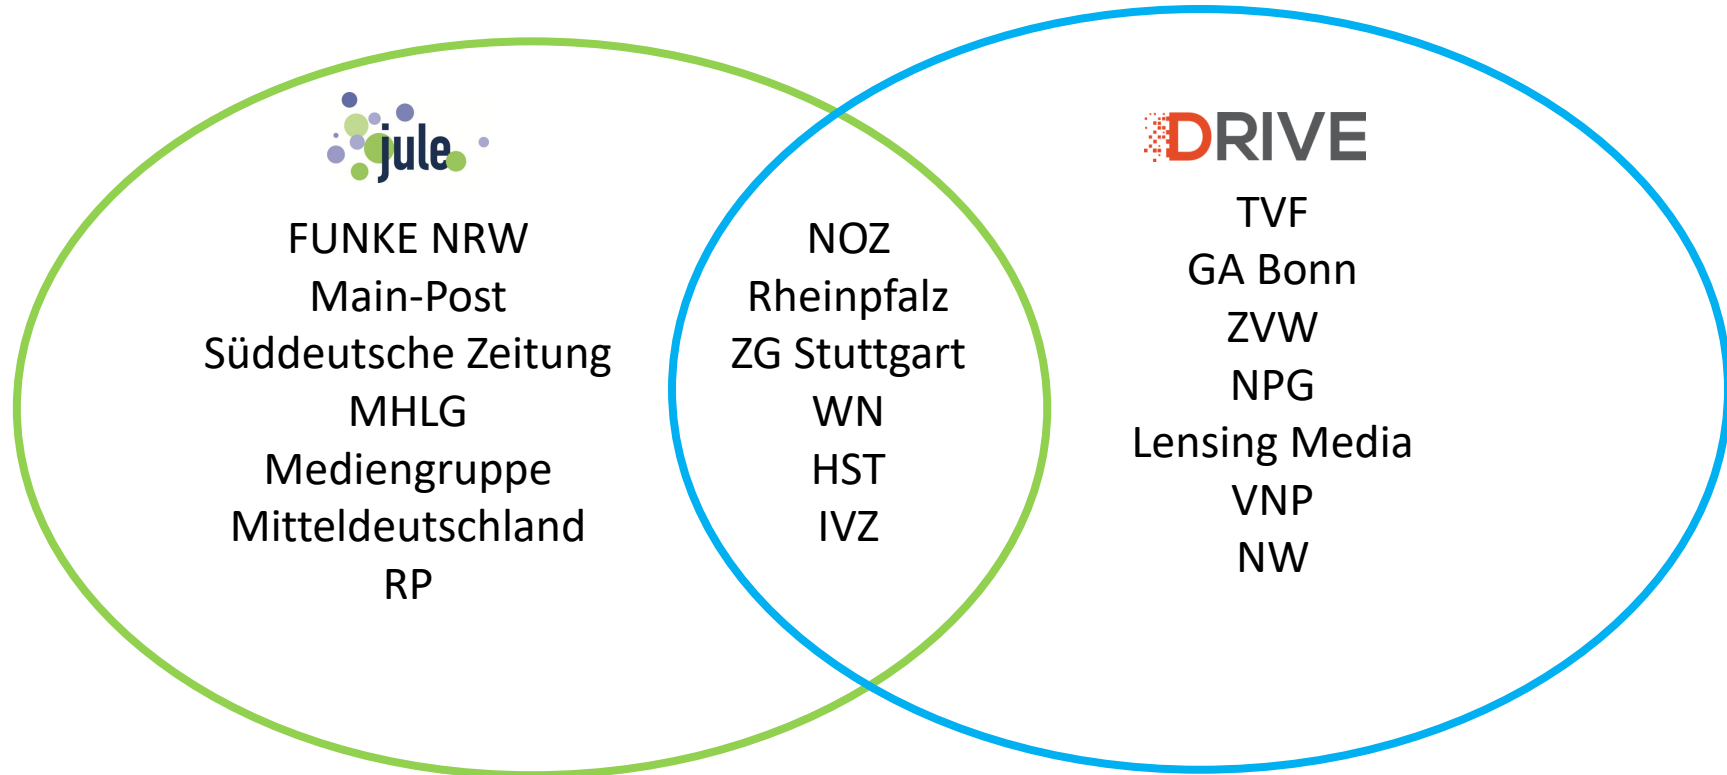 jule
FUNKE NRW
Main-Post
Süddeutsche Zeitung
MHLG
Mediengruppe
Mitteldeutschland
RP
NOZ
Rheinpfalz
ZG Stuttgart
WN
HST
IVZ
DRIVE
TVF
GA Bonn
ZVW
NPG
Lensing Media
VNP
NW